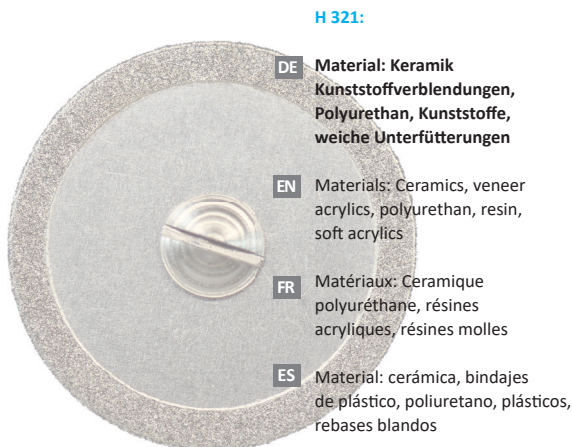 H 321:
DE Material: Keramik
Kunststoffverblendungen,
Polyurethan, Kunststoffe,
weiche Unterfütterungen
EN Materials: Ceramics, veneer
acrylics, polyurethan, resin,
soft acrylics
FR Matériaux: Ceramique
polyuréthane, résines
acryliques, résines molles
ES Material: cerámica, bindajes
de plástico, poliuretano, plásticos,
rebases blandos